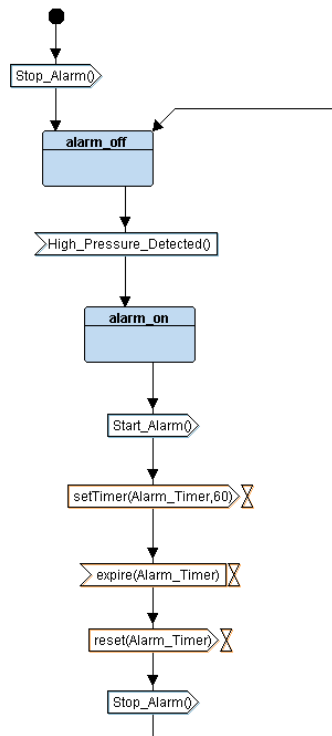 Stop_Alarm()
alarm_off
High_Pressure_Detected()
alarm_on
Start_Alarm()
setTimer(Alarm_Timer,60)
expire(Alarm_Timer)
reset(Alarm_Timer)
Stop_Alarm()